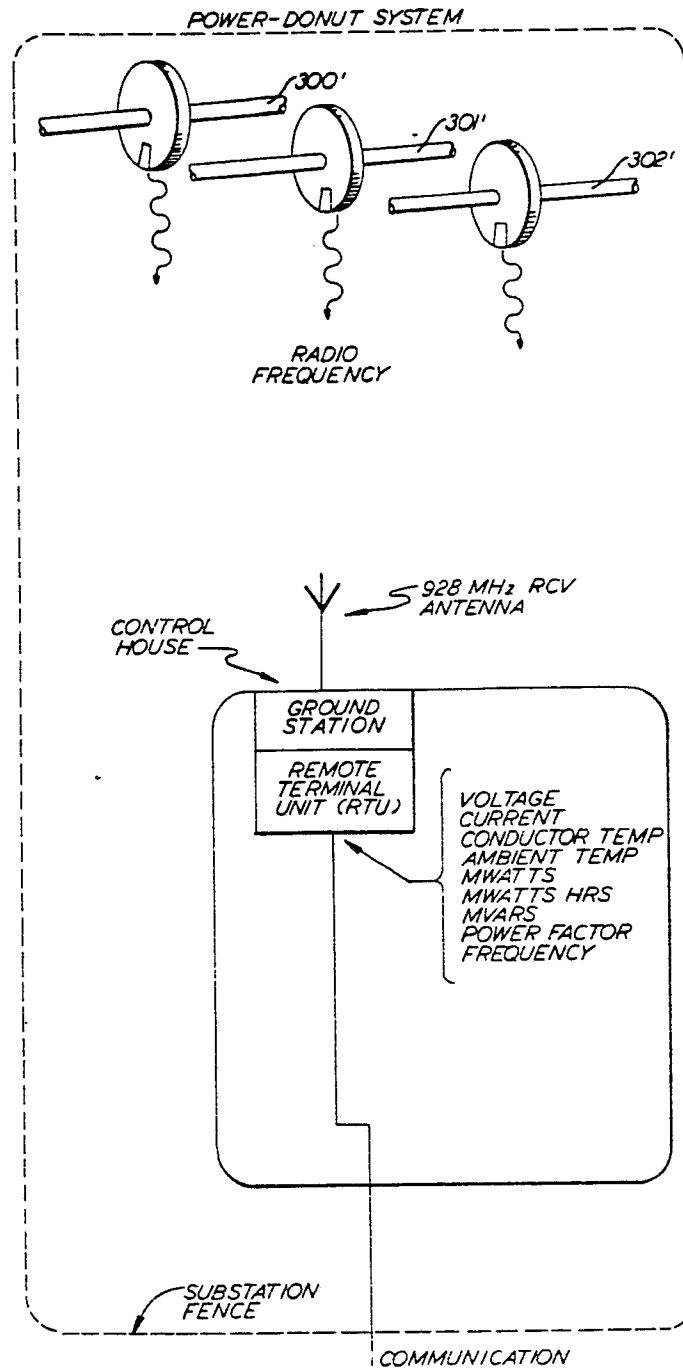 POWER-DONUT SYSTEM
300'
301'
302'
RADIO
FREQUENCY
928 MHz RCV
ANTENNA
CONTROL
HOUSE
GROUND
STATION
REMOTE
TERMINAL
UNIT (RTU)
VOLTAGE
CURRENT
CONDUCTOR TEMP
AMBIENT TEMP
MWATTS
MWATTS HRS
MVARS
POWER FACTOR
FREQUENCY
SUBSTATION
FENCE
COMMUNICATION